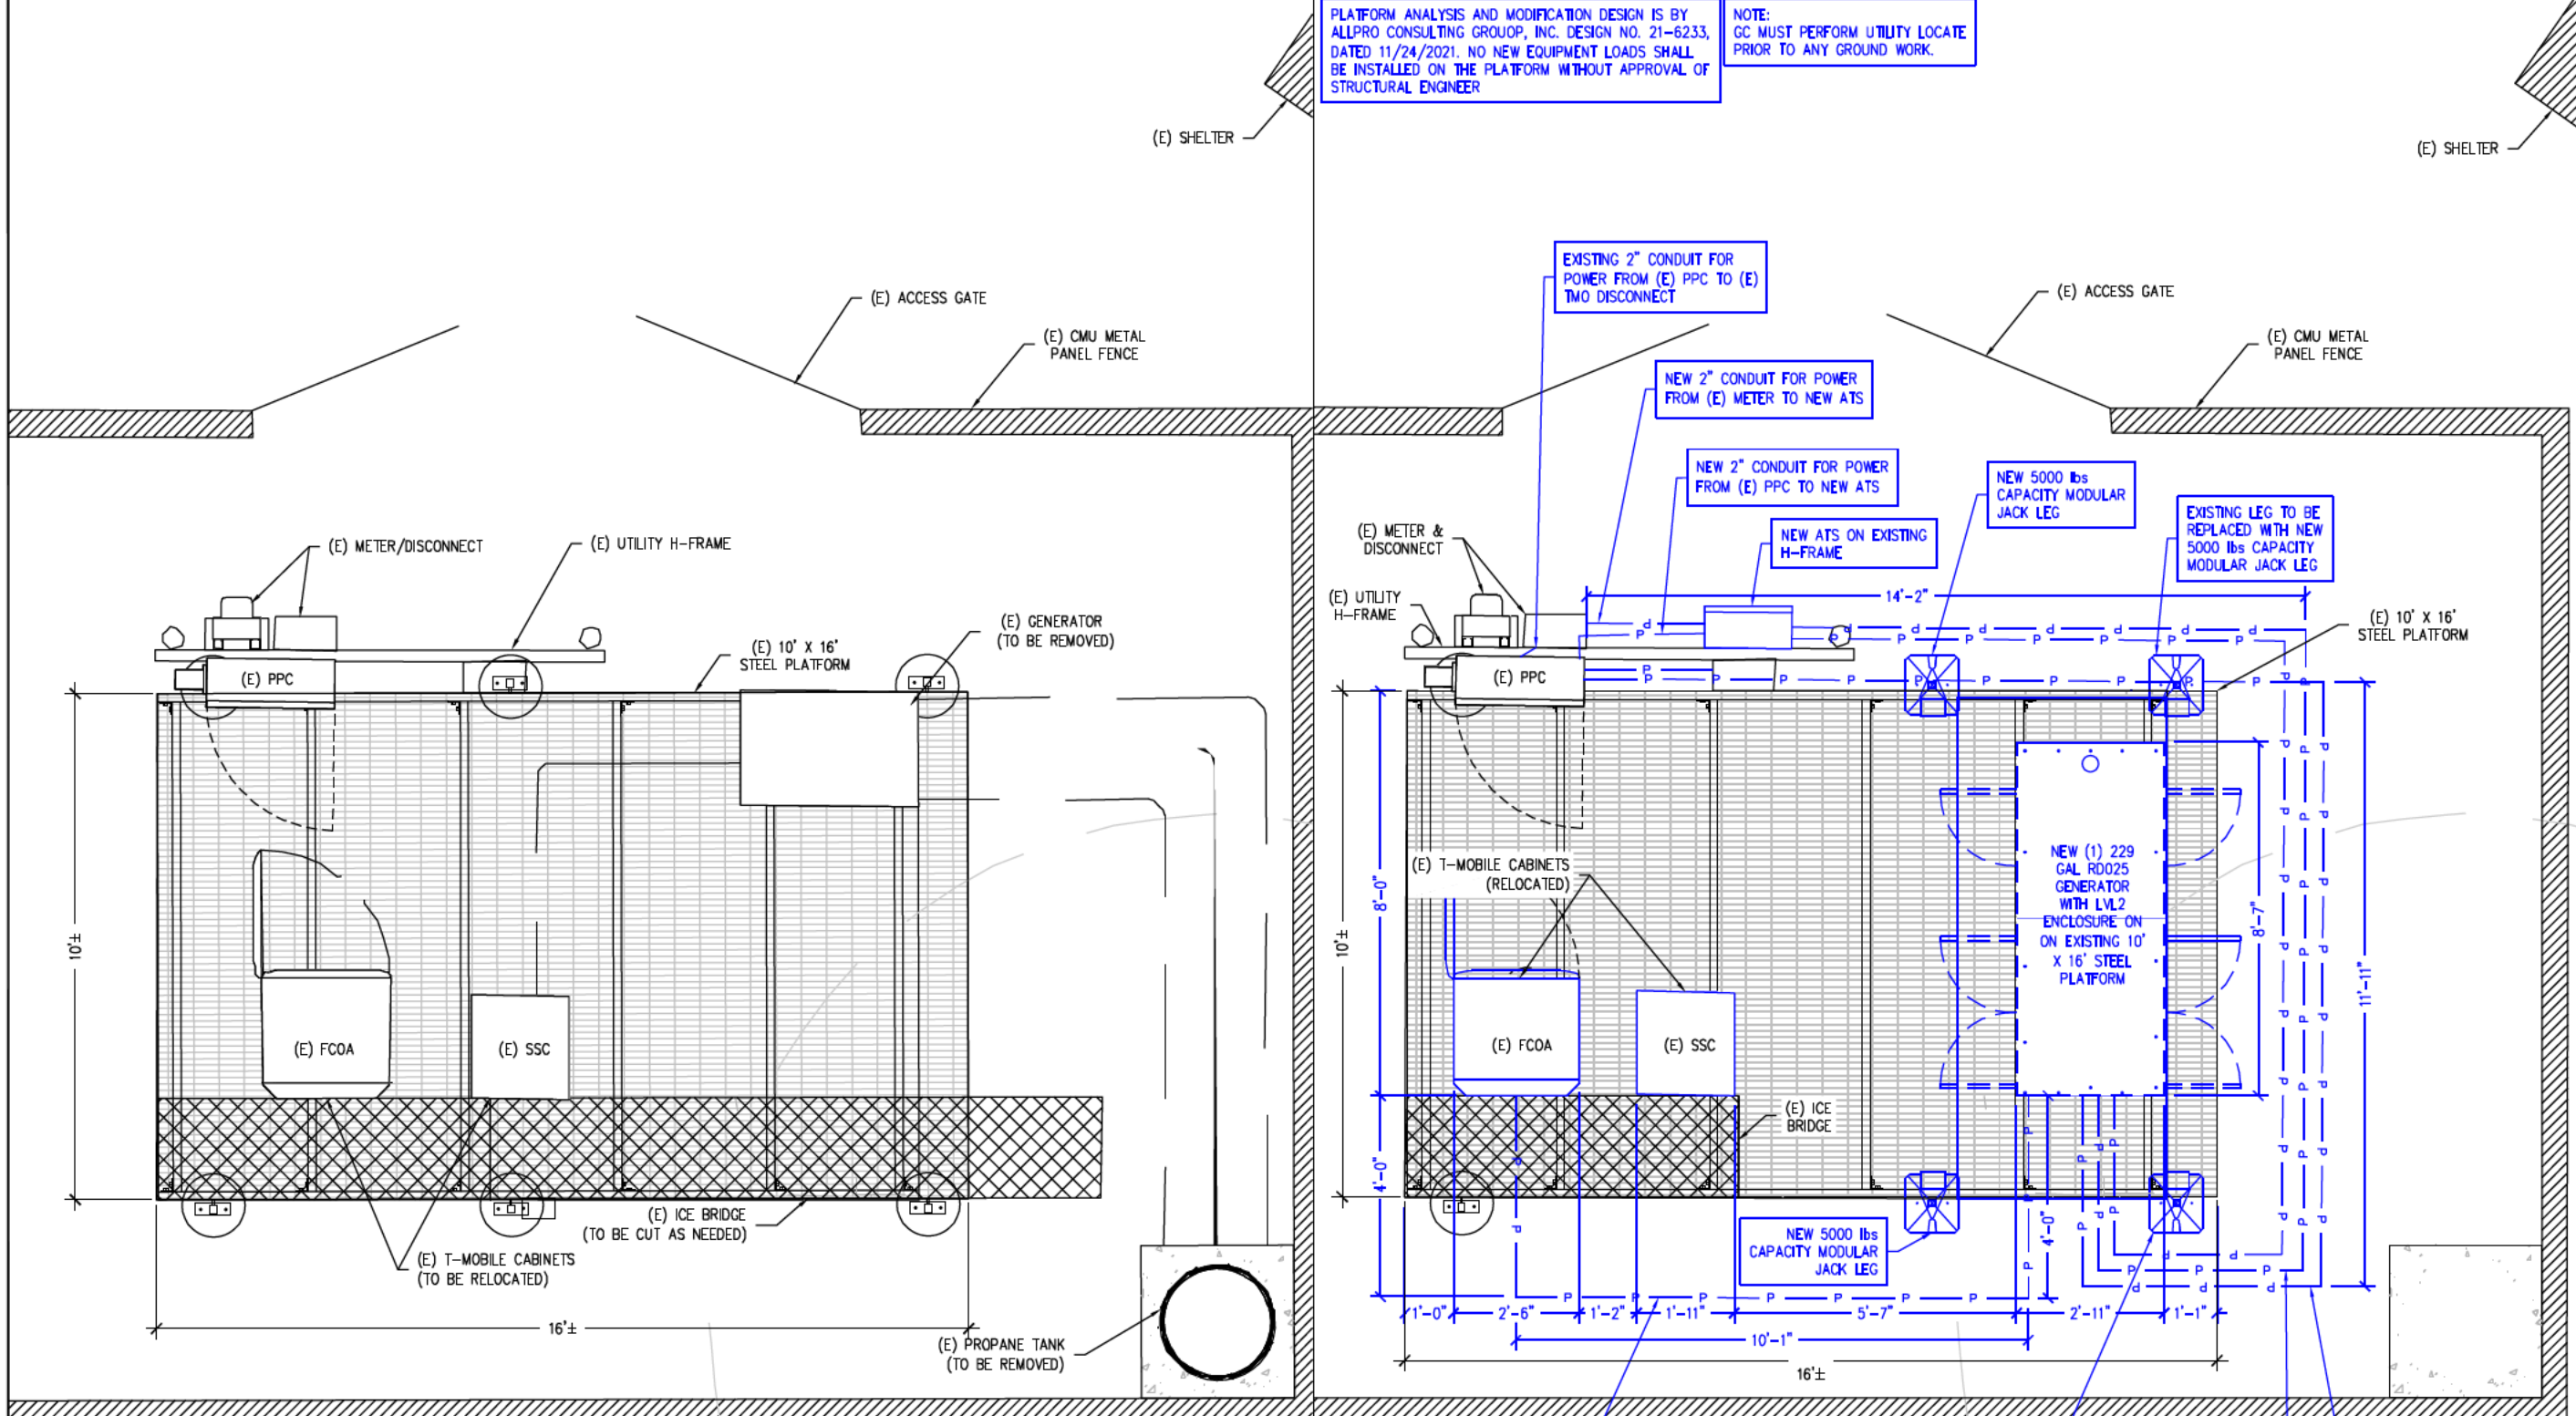 PLATFORM ANALYSIS AND MODIFICATION DESIGN IS BY
ALLPRO CONSULTING GROUOP, INC. DESIGN NO. 21-6233,
DATED 11/24/2021. NO NEW EQUIPMENT LOADS SHALL
BE INSTALLED ON THE PLATFORM WITHOUT APPROVAL OF
STRUCTURAL ENGINEER
NOTE:
GC MUST PERFORM UTILITY LOCATE
PRIOR TO ANY GROUND WORK.
(E) SHELTER
(E) ACCESS GATE
(E) CMU METAL
PANEL FENCE
(E) METER/DISCONNECT
(E) UTILITY H-FRAME
(E) GENERATOR
(TO BE REMOVED)
(E) 10' X 16'
STEEL PLATFORM
(E) PPC
10'±
(E) FCOA
(E) SSC
(E) ICE BRIDGE
(TO BE CUT AS NEEDED)
(E) T-MOBILE CABINETS
(TO BE RELOCATED)
16'±
(E) PROPANE TANK
(TO BE REMOVED)
(E) SHELTER
EXISTING 2" CONDUIT FOR
POWER FROM (E) PPC TO (E)
TMO DISCONNECT
(E) ACCESS GATE
(E) CMU METAL
PANEL FENCE
NEW 2" CONDUIT FOR POWER
FROM (E) METER TO NEW ATS
NEW 2" CONDUIT FOR POWER
FROM (E) PPC TO NEW ATS
NEW 5000 lbs
CAPACITY MODULAR
JACK LEG
EXISTING LEG TO BE
REPLACED WITH NEW
5000 lbs CAPACITY
MODULAR JACK LEG
(E) METER &
DISCONNECT
NEW ATS ON EXISTING
H-FRAME
(E) UTILITY
H-FRAME
14'-2"
(E) 10' X 16'
STEEL PLATFORM
(E) PPC
(E) T-MOBILE CABINETS
(RELOCATED)
8'-0"
10'±
NEW (1) 229
GAL RD025
GENERATOR
WITH LVL2
ENCLOSURE ON
ON EXISTING 10'
X 16' STEEL
PLATFORM
8'-7"
11'-11"
(E) FCOA
(E) SSC
(E) ICE
BRIDGE
4'-0"
4'-0"
NEW 5000 lbs
CAPACITY MODULAR
JACK LEG
1'-0"
2'-6"
1'-2"
1'-11"
5'-7"
2'-11"
1'-1"
10'-1"
16'±